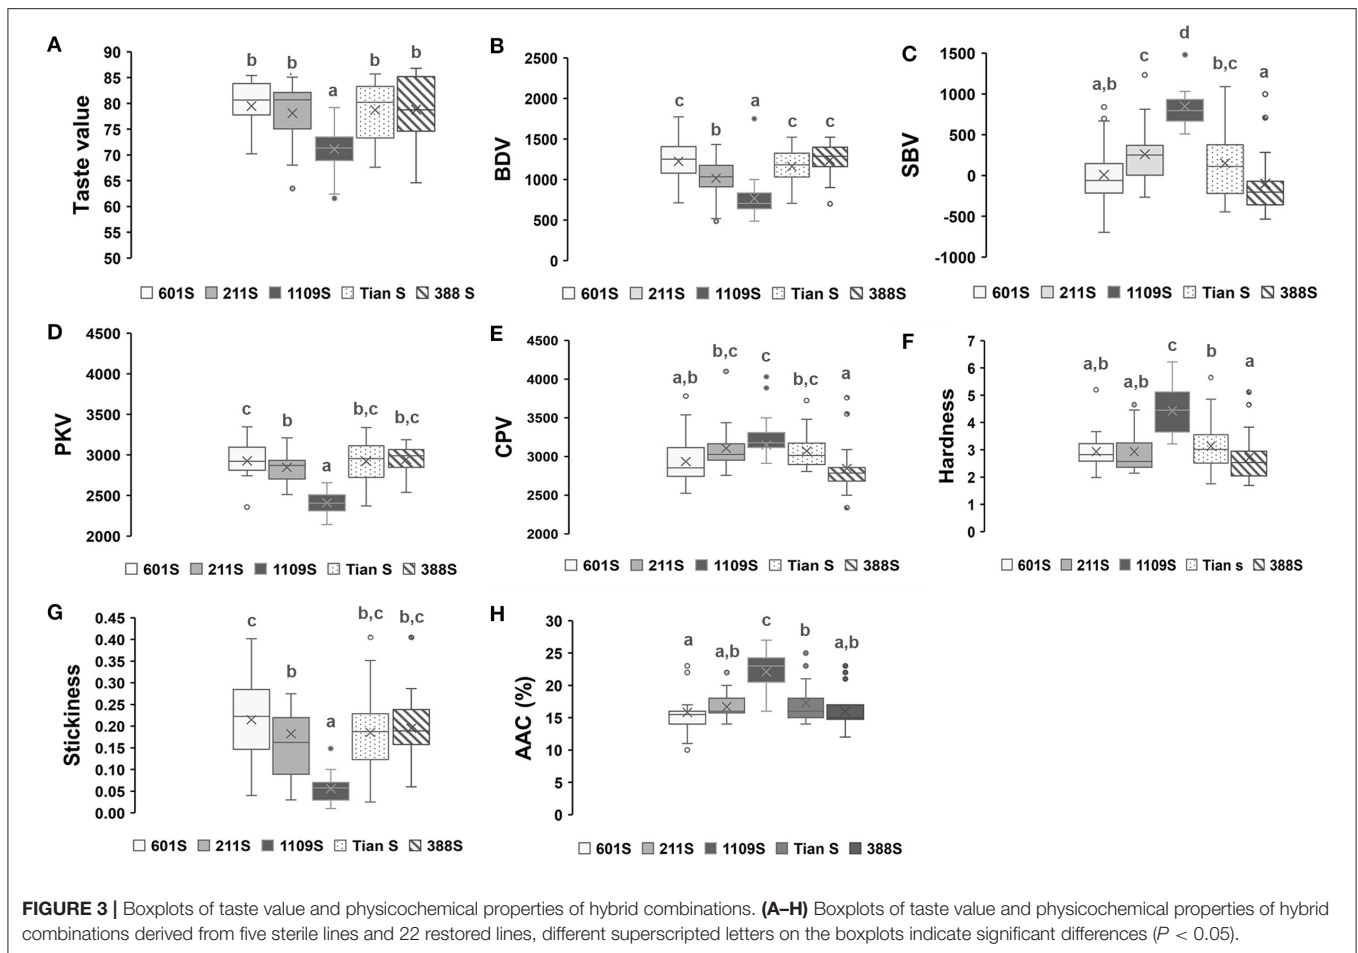 A
Taste value
90
85
80
75
70
65
60
55
50
b b a b b
601S 211S 1109S Tian S 388 S
B
BDV
2500
2000
1500
1000
500
0
c b a c c
601S 211S 1109S Tian S 388S
C
SBV
1500
1000
500
0
-500
-1000
a,b c d b,c a
601S 211S 1109S Tian S 388S
D
PKV
4500
4000
3500
3000
2500
2000
c b a b,c b,c
601S 211S 1109S Tian S 388S
E
CPV
4500
4000
3500
3000
2500
2000
a,b b,c c b,c a
601S 211S 1109S Tian S 388S
F
Hardness
7
6
5
4
3
2
1
0
a,b a,b c b a
601S 211S 1109S Tian s 388S
G
Stickiness
0.45
0.40
0.35
0.30
0.25
0.20
0.15
0.10
0.05
0.00
c b a b,c b,c
601S 211S 1109S Tian S 388S
H
AAC (%)
30
25
20
15
10
5
0
a a,b c b a,b
601S 211S 1109S Tian S 388S
FIGURE 3 | Boxplots of taste value and physicochemical properties of hybrid combinations. (A–H) Boxplots of taste value and physicochemical properties of hybrid
combinations derived from five sterile lines and 22 restored lines, different superscripted letters on the boxplots indicate significant differences (P < 0.05).